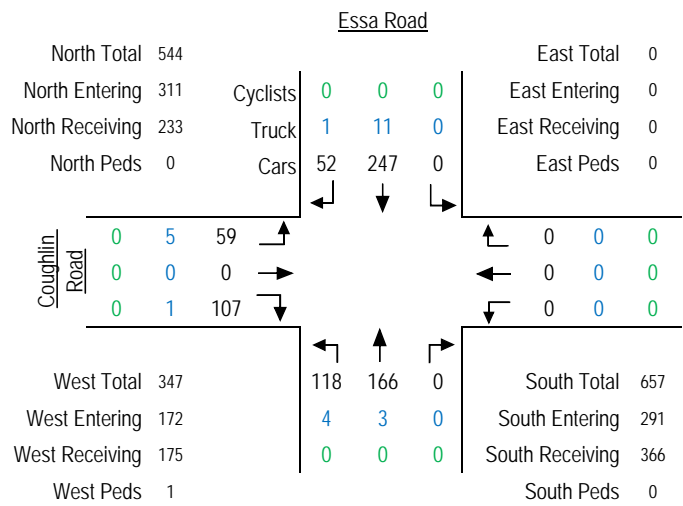 Essa Road
North Total 544
North Entering 311
North Receiving 233
North Peds 0
Cyclists 0 0 0
Truck 1 11 0
Cars 52 247 0
East Total 0
East Entering 0
East Receiving 0
East Peds 0
Coughlin
Road
0 5 59
0 0 0
0 1 107
0 0 0
0 0 0
0 0 0
West Total 347
West Entering 172
West Receiving 175
West Peds 1
118 166 0
4 3 0
0 0 0
South Total 657
South Entering 291
South Receiving 366
South Peds 0